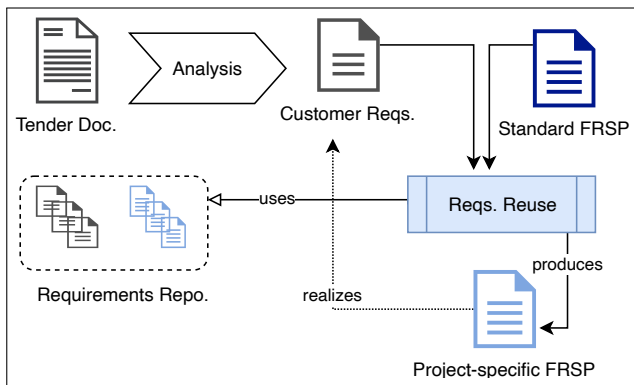 Analysis
Tender Doc.
Customer Reqs.
Standard FRSP
uses
Reqs. Reuse
produces
Requirements Repo.
realizes
Project-specific FRSP